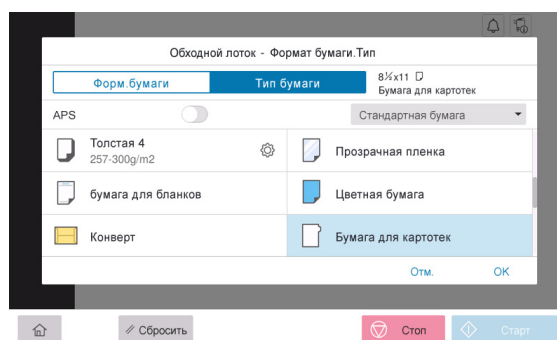 Обходной лоток - Формат бумаги.Тип
Форм.бумаги
Тип бумаги
8½x11
Бумага для картотек
APS
Стандартная бумага
Толстая 4
257-300g/m2
Прозрачная пленка
бумага для бланков
Цветная бумага
Конверт
Бумага для картотек
Отм.
OK
Сбросить
Стоп
Старт